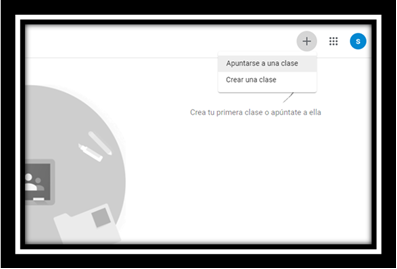 S
Apuntarse a una clase
Crear una clase
Crea tu primera clase o apúntate a ella